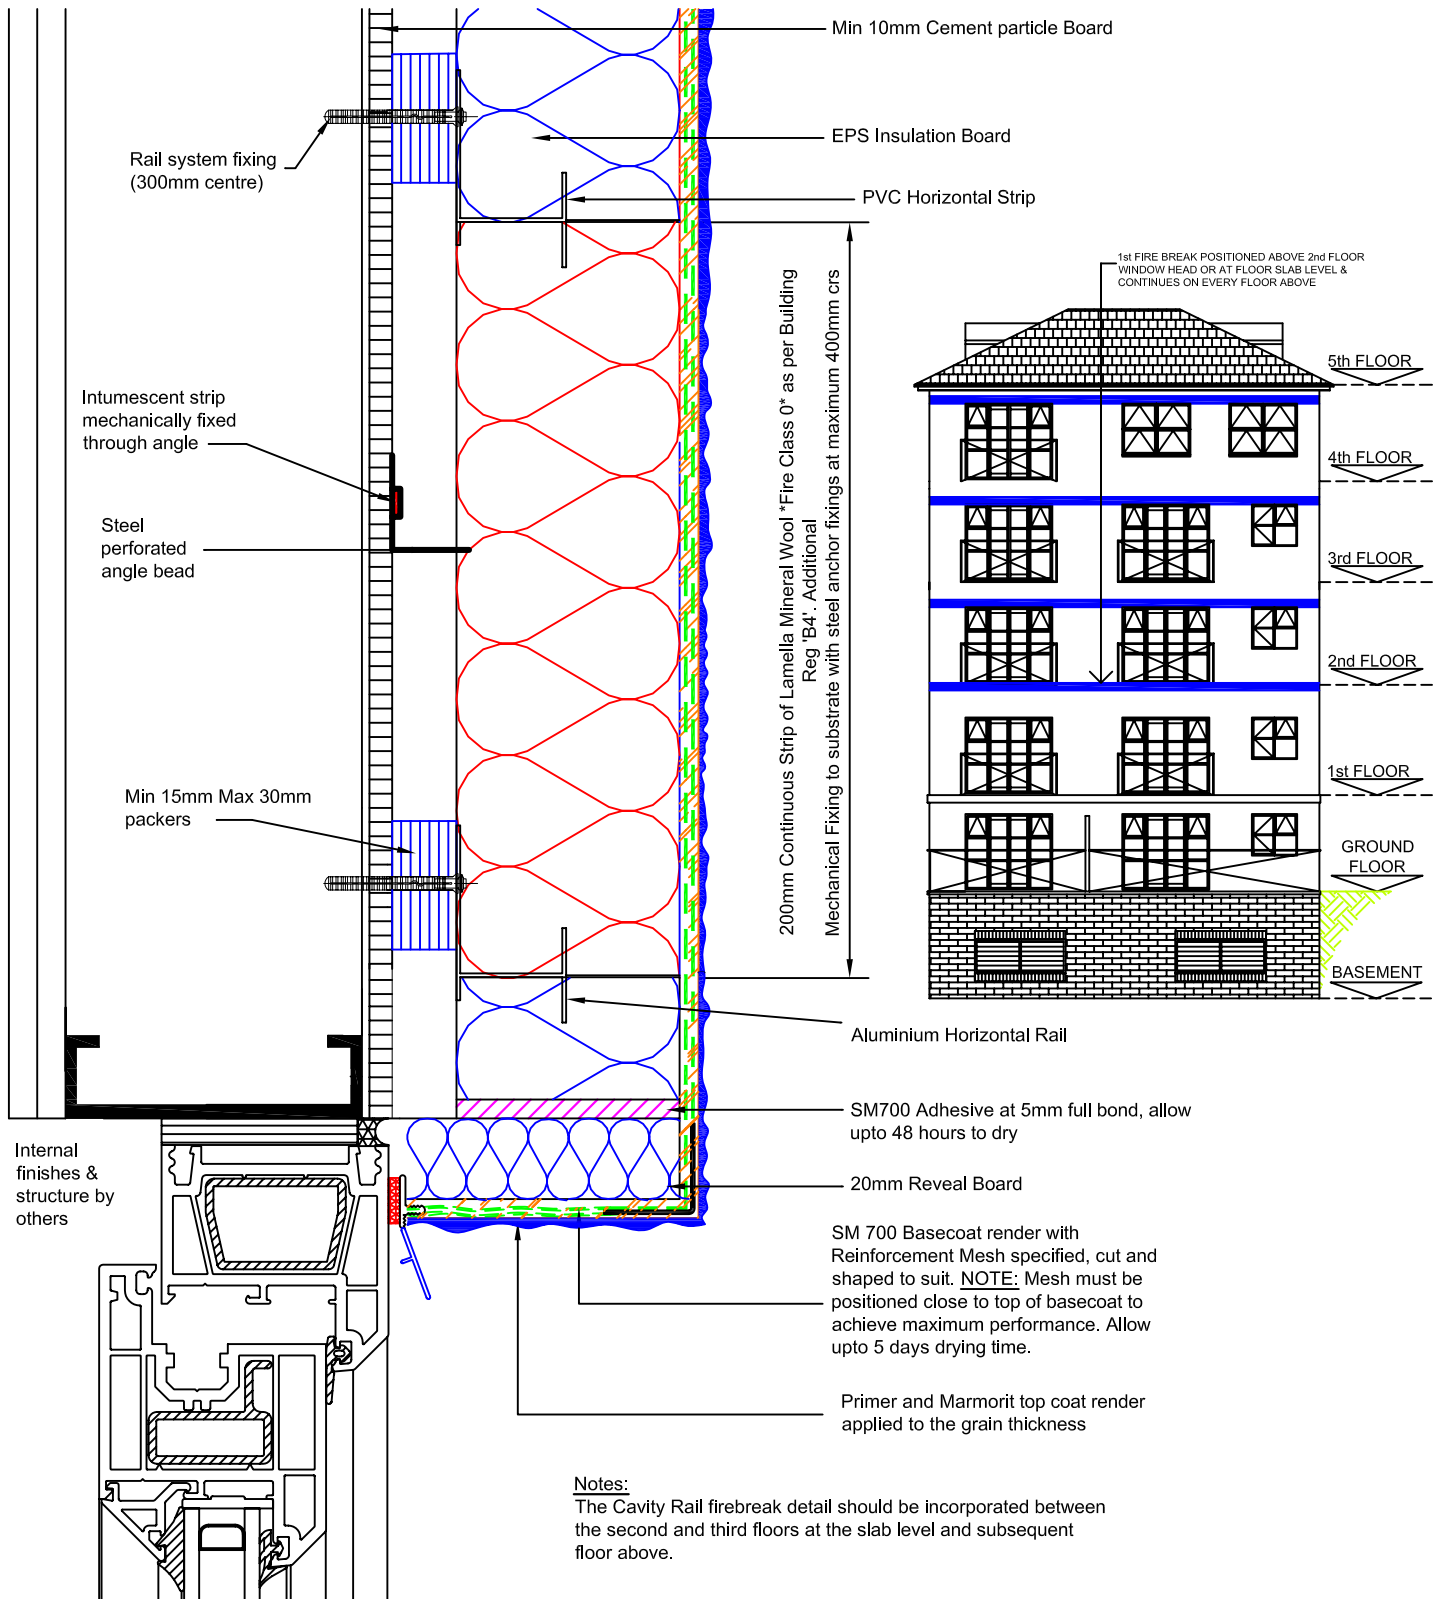 Min 10mm Cement particle Board
EPS Insulation Board
Rail system fixing
(300mm centre)
PVC Horizontal Strip
200mm Continuous Strip of Lamella Mineral Wool *Fire Class 0* as per Building
Reg 'B4'. Additional
Mechanical Fixing to substrate with steel anchor fixings at maximum 400mm crs
1st FIRE BREAK POSITIONED ABOVE 2nd FLOOR
WINDOW HEAD OR AT FLOOR SLAB LEVEL &
CONTINUES ON EVERY FLOOR ABOVE
5th FLOOR
4th FLOOR
3rd FLOOR
2nd FLOOR
1st FLOOR
GROUND
FLOOR
BASEMENT
Intumescent strip
mechanically fixed
through angle
Steel
perforated
angle bead
Min 15mm Max 30mm
packers
Aluminium Horizontal Rail
SM700 Adhesive at 5mm full bond, allow
upto 48 hours to dry
Internal
finishes &
structure by
others
20mm Reveal Board
SM 700 Basecoat render with
Reinforcement Mesh specified, cut and
shaped to suit. NOTE: Mesh must be
positioned close to top of basecoat to
achieve maximum performance. Allow
upto 5 days drying time.
Primer and Marmorit top coat render
applied to the grain thickness
Notes:
The Cavity Rail firebreak detail should be incorporated between
the second and third floors at the slab level and subsequent
floor above.